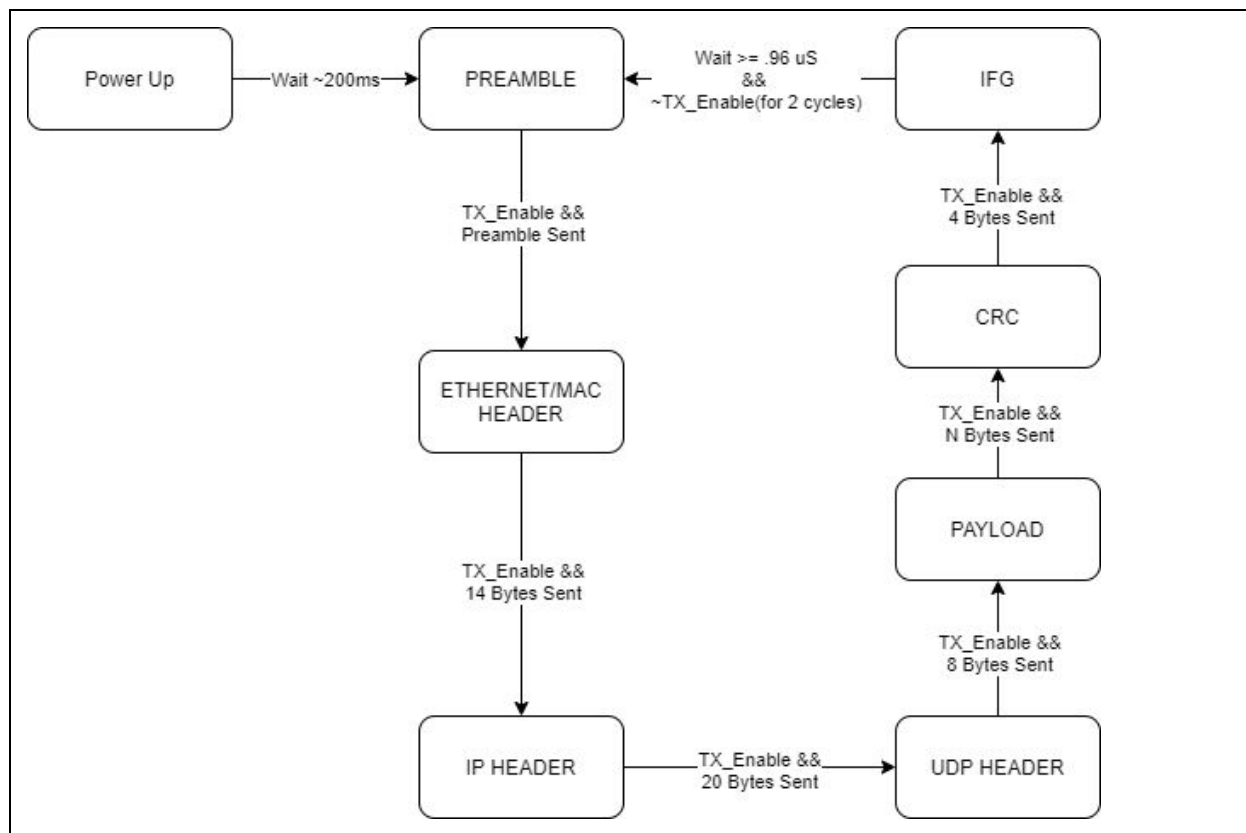 Power Up
Wait ~200ms
PREAMBLE
Wait >= .96 uS
&&
~TX_Enable(for 2 cycles)
IFG
TX_Enable &&
Preamble Sent
TX_Enable &&
4 Bytes Sent
ETHERNET/MAC
HEADER
CRC
TX_Enable &&
N Bytes Sent
TX_Enable &&
14 Bytes Sent
PAYLOAD
TX_Enable &&
8 Bytes Sent
IP HEADER
TX_Enable &&
20 Bytes Sent
UDP HEADER